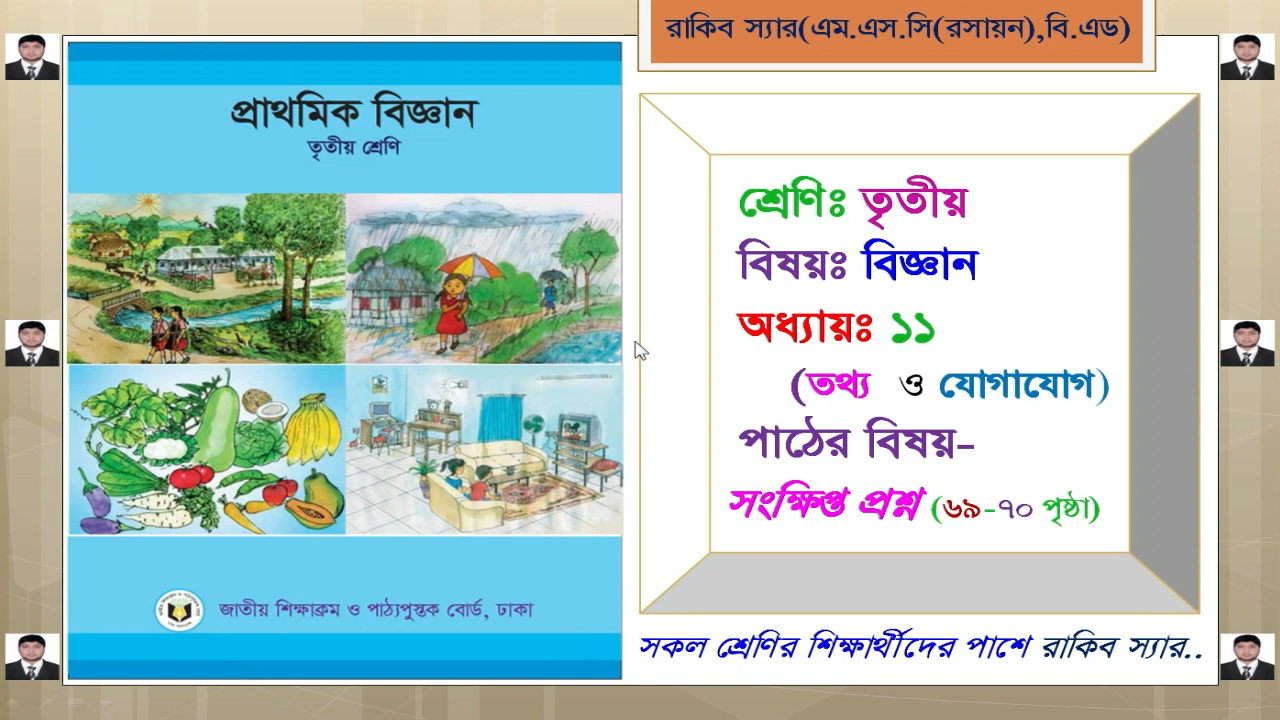 রাকিব স্যার(এম.এস.সি(রসায়ন),বি.এড)
প্রাথমিক বিজ্ঞান
তৃতীয় শ্রেণি
জাতীয় শিক্ষাক্রম ও পাঠ্যপুস্তক বোর্ড, ঢাকা
শ্রেণিঃ তৃতীয়
বিষয়ঃ বিজ্ঞান
অধ্যায়ঃ ১১
(তথ্য ও যোগাযোগ)
পাঠের বিষয়-
সংক্ষিপ্ত প্রশ্ন (৬৯-৭০ পৃষ্ঠা)
সকল শ্রেণির শিক্ষার্থীদের পাশে রাকিব স্যার..